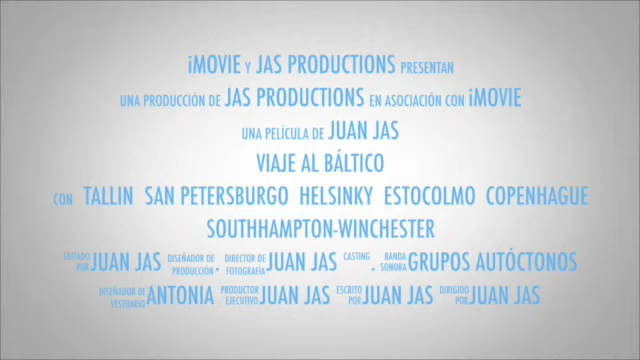 iMOVIE Y JAS PRODUCTIONS PRESENTAN
UNA PRODUCCIÓN DE JAS PRODUCTIONS EN ASOCIACIÓN CON iMOVIE
UNA PELÍCULA DE JUAN JAS
VIAJE AL BÁLTICO
CON TALLIN SAN PETERSBURGO HELSINKY ESTOCOLMO COPENHAGUE
SOUTHHAMPTON-WINCHESTER
EDITADO POR JUAN JAS DISEÑADOR DE PRODUCCIÓN . DIRECTOR DE FOTOGRAFÍA JUAN JAS CASTING . BANDA SONORA GRUPOS AUTÓCTONOS
DISEÑADOR DE VESTUARIO ANTONIA PRODUCTOR EJECUTIVO JUAN JAS ESCRITO POR JUAN JAS DIRIGIDO POR JUAN JAS